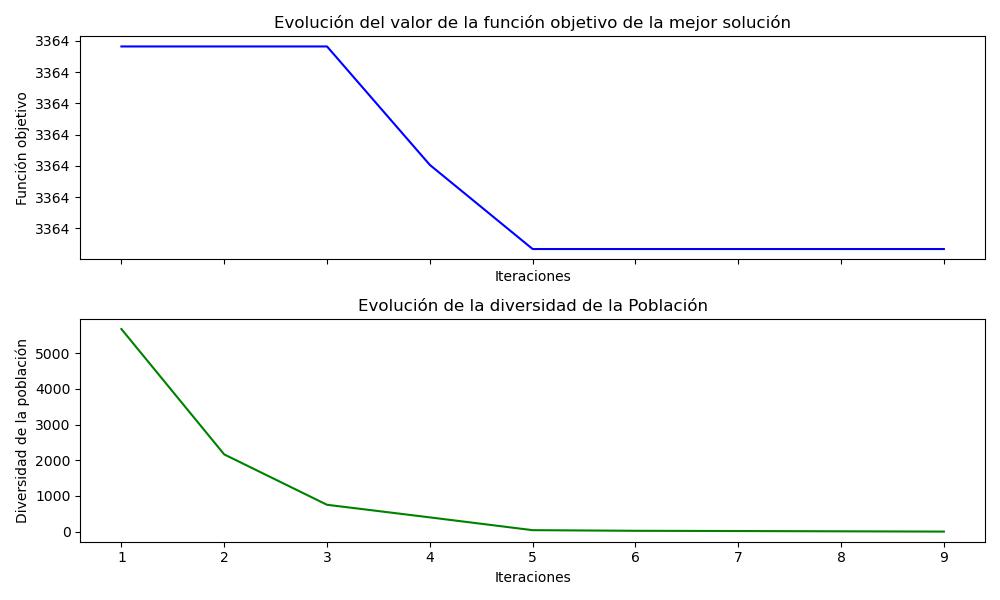 Evolución del valor de la función objetivo de la mejor solución
Función objetivo
3364
3364
3364
3364
3364
3364
3364
Iteraciones
Evolución de la diversidad de la Población
Diversidad de la población
5000
4000
3000
2000
1000
0
1 2 3 4 5 6 7 8 9
Iteraciones